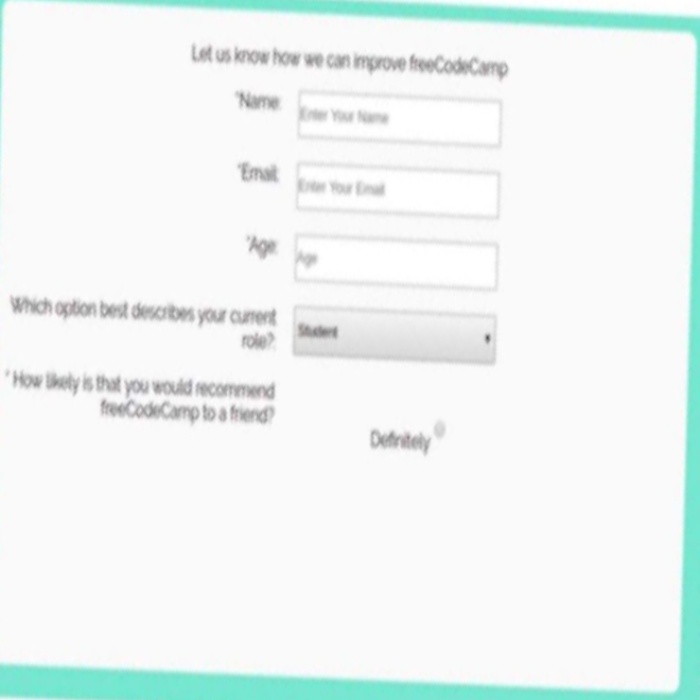 Let us know how we can improve freeCodeCamp
*Name:
Enter Your Name
*Email:
Enter Your Email
*Age:
Age
Which option best describes your current
role?:
Student
* How likely is that you would recommend
freeCodeCamp to a friend?
Definitely